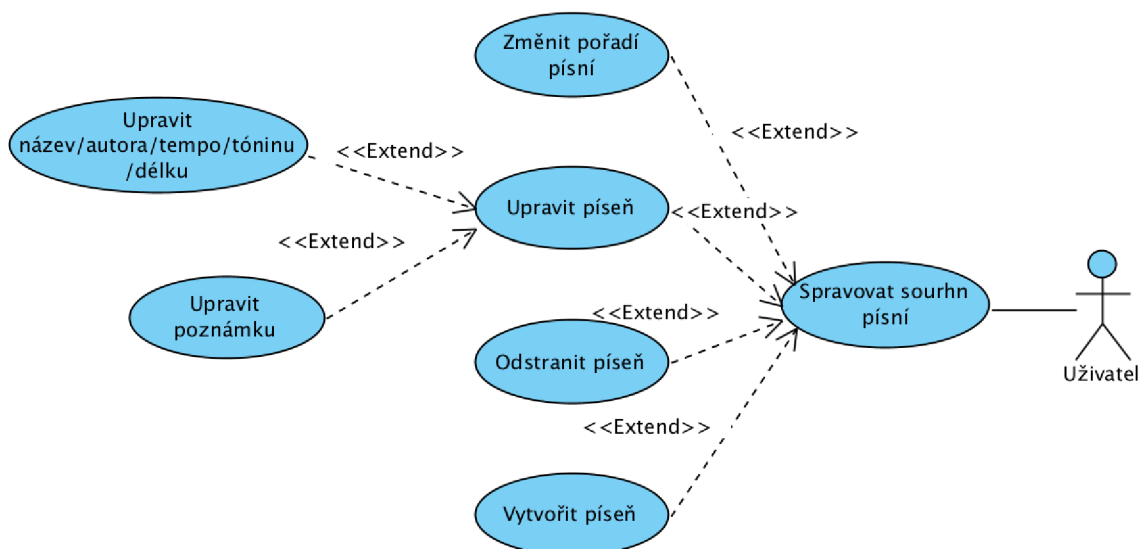 Změnit pořadí
písní
Upravit
název/autora/tempo/tóninu
/délku
<<Extend>>
<<Extend>>
Upravit píseň
<<Extend>>
<<Extend>>
Upravit
poznámku
Spravovat sourhn
písní
<<Extend>>
Odstranit píseň
Uživatel
<<Extend>>
Vytvořit píseň